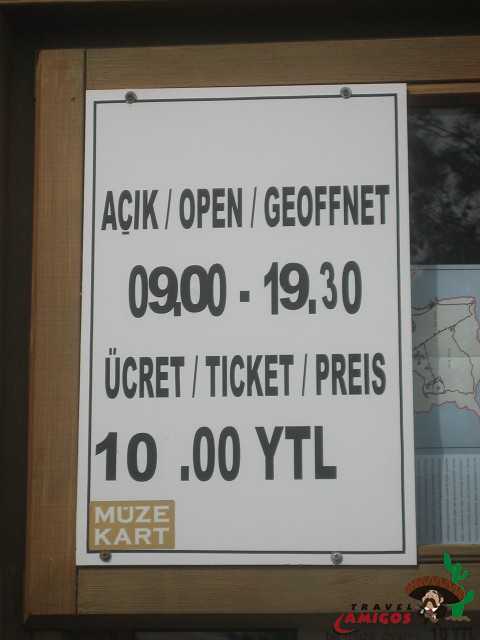 AÇIK / OPEN / GEOFFNET
09.00 - 19.30
ÜCRET / TICKET / PREIS
10 .00 YTL
MÜZE
KART
TRAVEL
AMIGOS